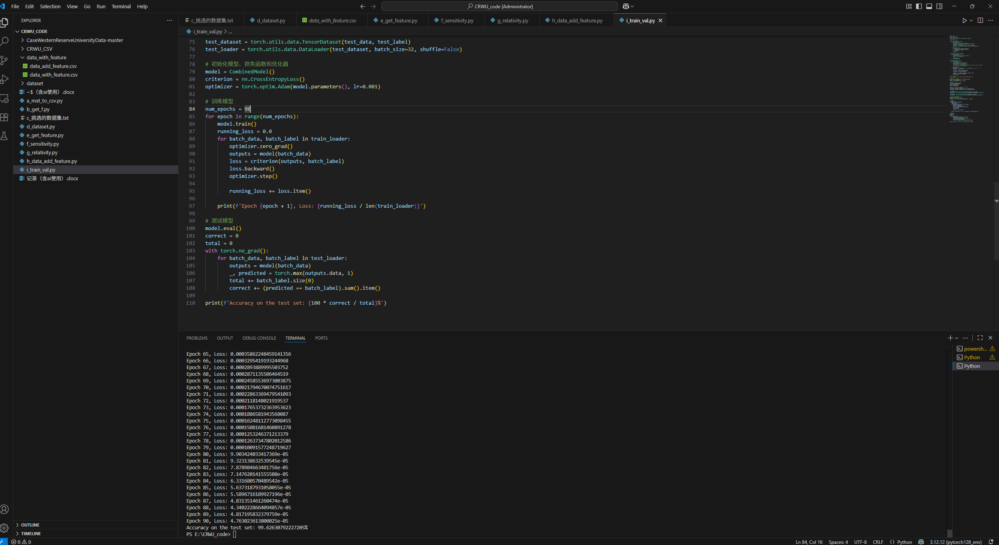 File Edit Selection View Go Run Terminal Help
CRWU_code [Administrator]
EXPLORER
CRWU_CODE
CaseWesternReserveUniversityData-master
CRWU_CSV
data_with_feature
data_add_feature.csv
data_with_feature.csv
dataset
~$（含ai使用）.docx
a_mat_to_csv.py
b_get_f.py
c_挑选的数据集.txt
d_dataset.py
e_get_feature.py
f_sensitivity.py
g_relativity.py
h_data_add_feature.py
i_train_val.py
记录（含ai使用）.docx
OUTLINE
TIMELINE
c_挑选的数据集.txt d_dataset.py data_with_feature.csv e_get_feature.py f_sensitivity.py g_relativity.py h_data_add_feature.py i_train_val.py
i_train_val.py > ...
75 test_dataset = torch.utils.data.TensorDataset(test_data, test_label)
76 test_loader = torch.utils.data.DataLoader(test_dataset, batch_size=32, shuffle=False)
77
78 # 初始化模型、损失函数和优化器
79 model = CombinedModel()
80 criterion = nn.CrossEntropyLoss()
81 optimizer = torch.optim.Adam(model.parameters(), lr=0.001)
82
83 # 训练模型
84 num_epochs = 90
85 for epoch in range(num_epochs):
86 model.train()
87 running_loss = 0.0
88 for batch_data, batch_label in train_loader:
89 optimizer.zero_grad()
90 outputs = model(batch_data)
91 loss = criterion(outputs, batch_label)
92 loss.backward()
93 optimizer.step()
94
95 running_loss += loss.item()
96
97 print(f'Epoch {epoch + 1}, Loss: {running_loss / len(train_loader)}')
98
99 # 测试模型
100 model.eval()
101 correct = 0
102 total = 0
103 with torch.no_grad():
104 for batch_data, batch_label in test_loader:
105 outputs = model(batch_data)
106 _, predicted = torch.max(outputs.data, 1)
107 total += batch_label.size(0)
108 correct += (predicted == batch_label).sum().item()
109
110 print(f'Accuracy on the test set: {100 * correct / total}%')
PROBLEMS OUTPUT DEBUG CONSOLE TERMINAL PORTS
Epoch 65, Loss: 0.00035862248459141356
Epoch 66, Loss: 0.0003295419193244968
Epoch 67, Loss: 0.0002893889995503752
Epoch 68, Loss: 0.0002871135506464519
Epoch 69, Loss: 0.00024585536973003875
Epoch 70, Loss: 0.00021794670074751617
Epoch 71, Loss: 0.00022863369479541093
Epoch 72, Loss: 0.0002118148021919537
Epoch 73, Loss: 0.00017653732363953623
Epoch 74, Loss: 0.0001886581943568087
Epoch 75, Loss: 0.00016248112773098455
Epoch 76, Loss: 0.00015081681460891278
Epoch 77, Loss: 0.0001253246371213379
Epoch 78, Loss: 0.00012637347802012586
Epoch 79, Loss: 0.00010091577248719627
Epoch 80, Loss: 9.903424033417369e-05
Epoch 81, Loss: 9.323138632539545e-05
Epoch 82, Loss: 7.878984663481756e-05
Epoch 83, Loss: 7.147620141555508e-05
Epoch 84, Loss: 6.331680570489542e-05
Epoch 85, Loss: 5.6373187931058055e-05
Epoch 86, Loss: 5.5896716189927196e-05
Epoch 87, Loss: 4.831351461260474e-05
Epoch 88, Loss: 4.3402228664094857e-05
Epoch 89, Loss: 4.817195832379759e-05
Epoch 90, Loss: 4.763023613800025e-05
Accuracy on the test set: 99.62630792227205%
PS E:\CRWU_code>
powersh...
Python
Python
0 0
Ln 84, Col 16 Spaces: 4 UTF-8 CRLF {} Python 3.12.12 (pytorch128_env)